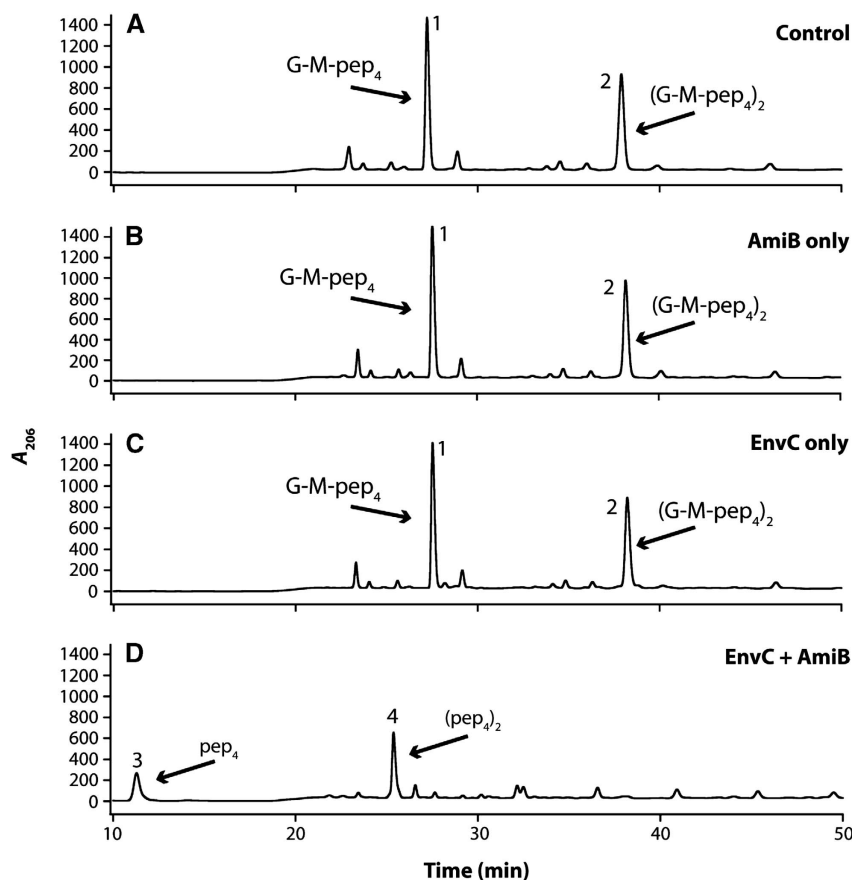 A
Control
1400
1200
1000
800
600
400
200
0
G-M-pep₄
1
2
(G-M-pep₄)₂
B
AmiB only
1400
1200
1000
800
600
400
200
0
G-M-pep₄
1
2
(G-M-pep₄)₂
A₂₀₆
C
EnvC only
1400
1200
1000
800
600
400
200
0
G-M-pep₄
1
2
(G-M-pep₄)₂
D
EnvC + AmiB
1400
1200
1000
800
600
400
200
0
3
pep₄
4
(pep₄)₂
10 20 30 40 50
Time (min)